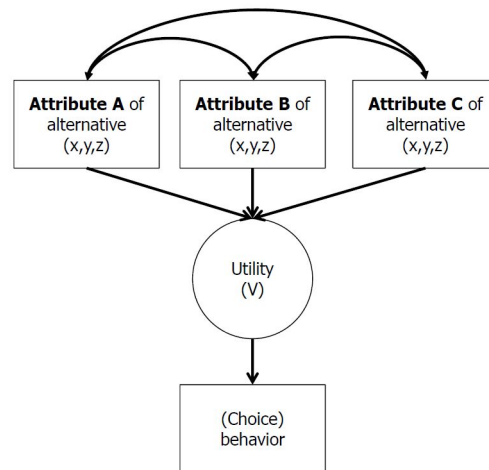 Attribute A of
alternative
(x,y,z)
Attribute B of
alternative
(x,y,z)
Attribute C of
alternative
(x,y,z)
Utility
(V)
(Choice)
behavior